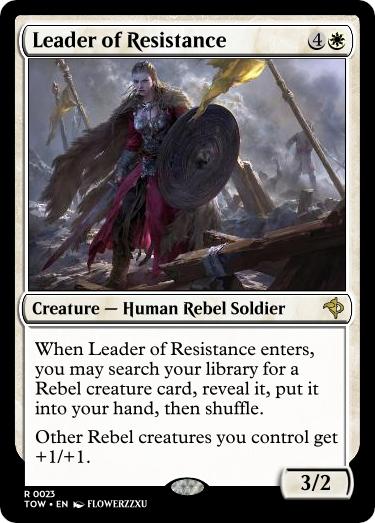 Leader of Resistance 4
Creature — Human Rebel Soldier
When Leader of Resistance enters,
you may search your library for a
Rebel creature card, reveal it, put it
into your hand, then shuffle.
Other Rebel creatures you control get
+1/+1.
3/2
R 0023
TOW • EN FLOWERZZXU